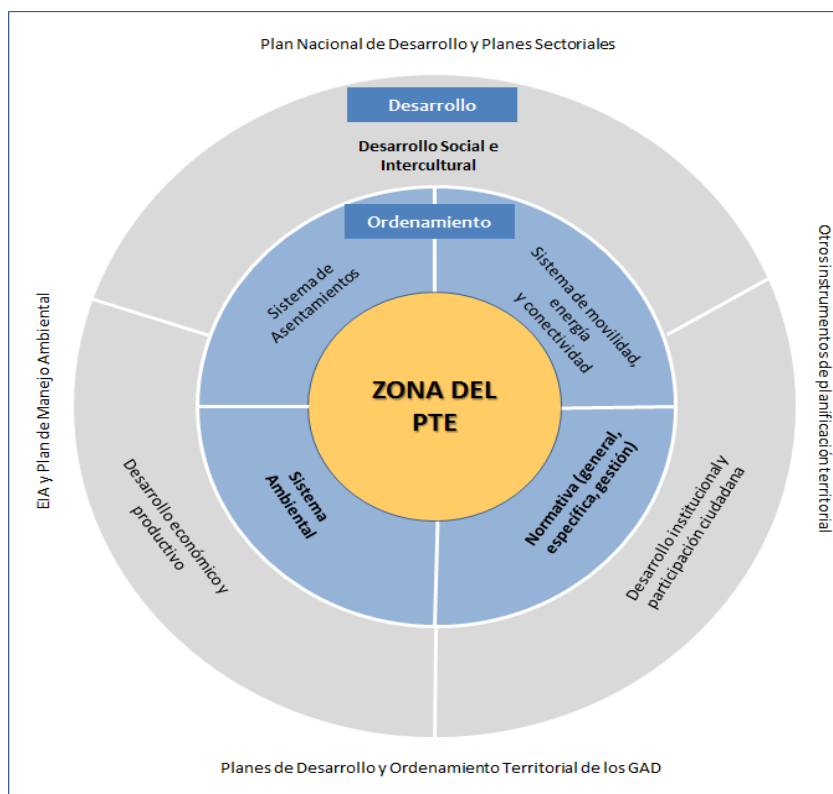 Plan Nacional de Desarrollo y Planes Sectoriales
Desarrollo
Desarrollo Social e
Intercultural
Ordenamiento
Sistema de
Asentamientos
Sistema de movilidad,
energía
y conectividad
ZONA DEL
PTE
Sistema
Ambiental
Normativa (general,
específica, gestión)
Desarrollo económico y
productivo
Desarrollo institucional y
participación ciudadana
EIA y Plan de Manejo Ambiental
Otros instrumentos de planificación territorial
Planes de Desarrollo y Ordenamiento Territorial de los GAD